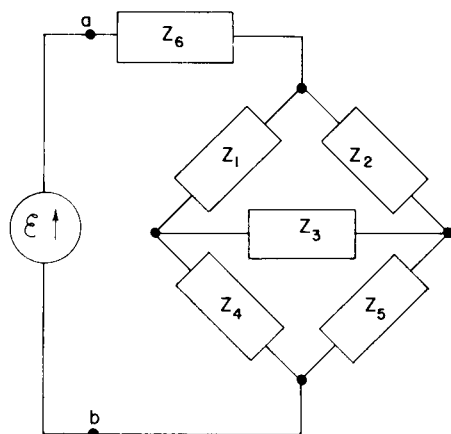 a
Z₆
Z₁
Z₂
ℰ ↑
Z₃
Z₄
Z₅
b